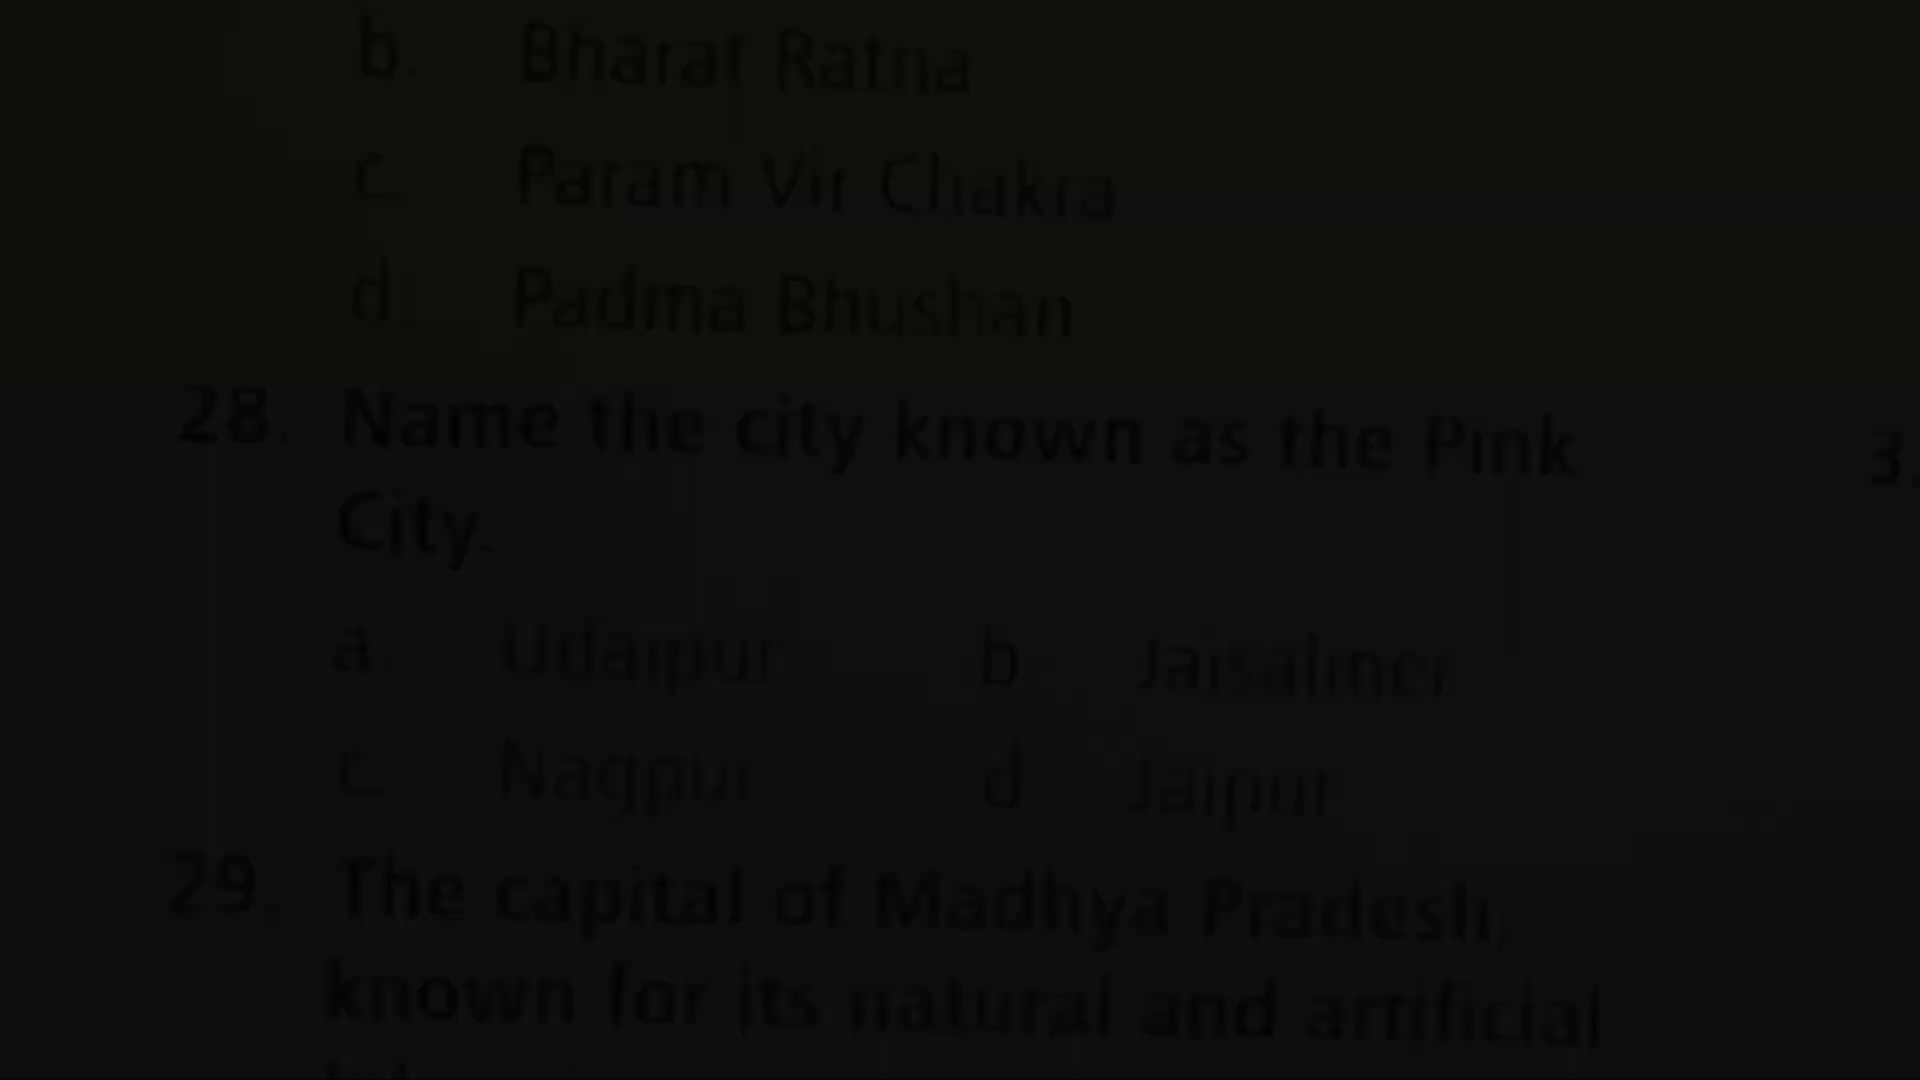 b. Bharat Ratna
c. Param Vir Chakra
d. Padma Bhushan
28. Name the city known as the Pink
City.
a. Udaipur b. Jaisalmer
c. Nagpur d. Jaipur
29. The capital of Madhya Pradesh,
known for its natural and artificial
3.